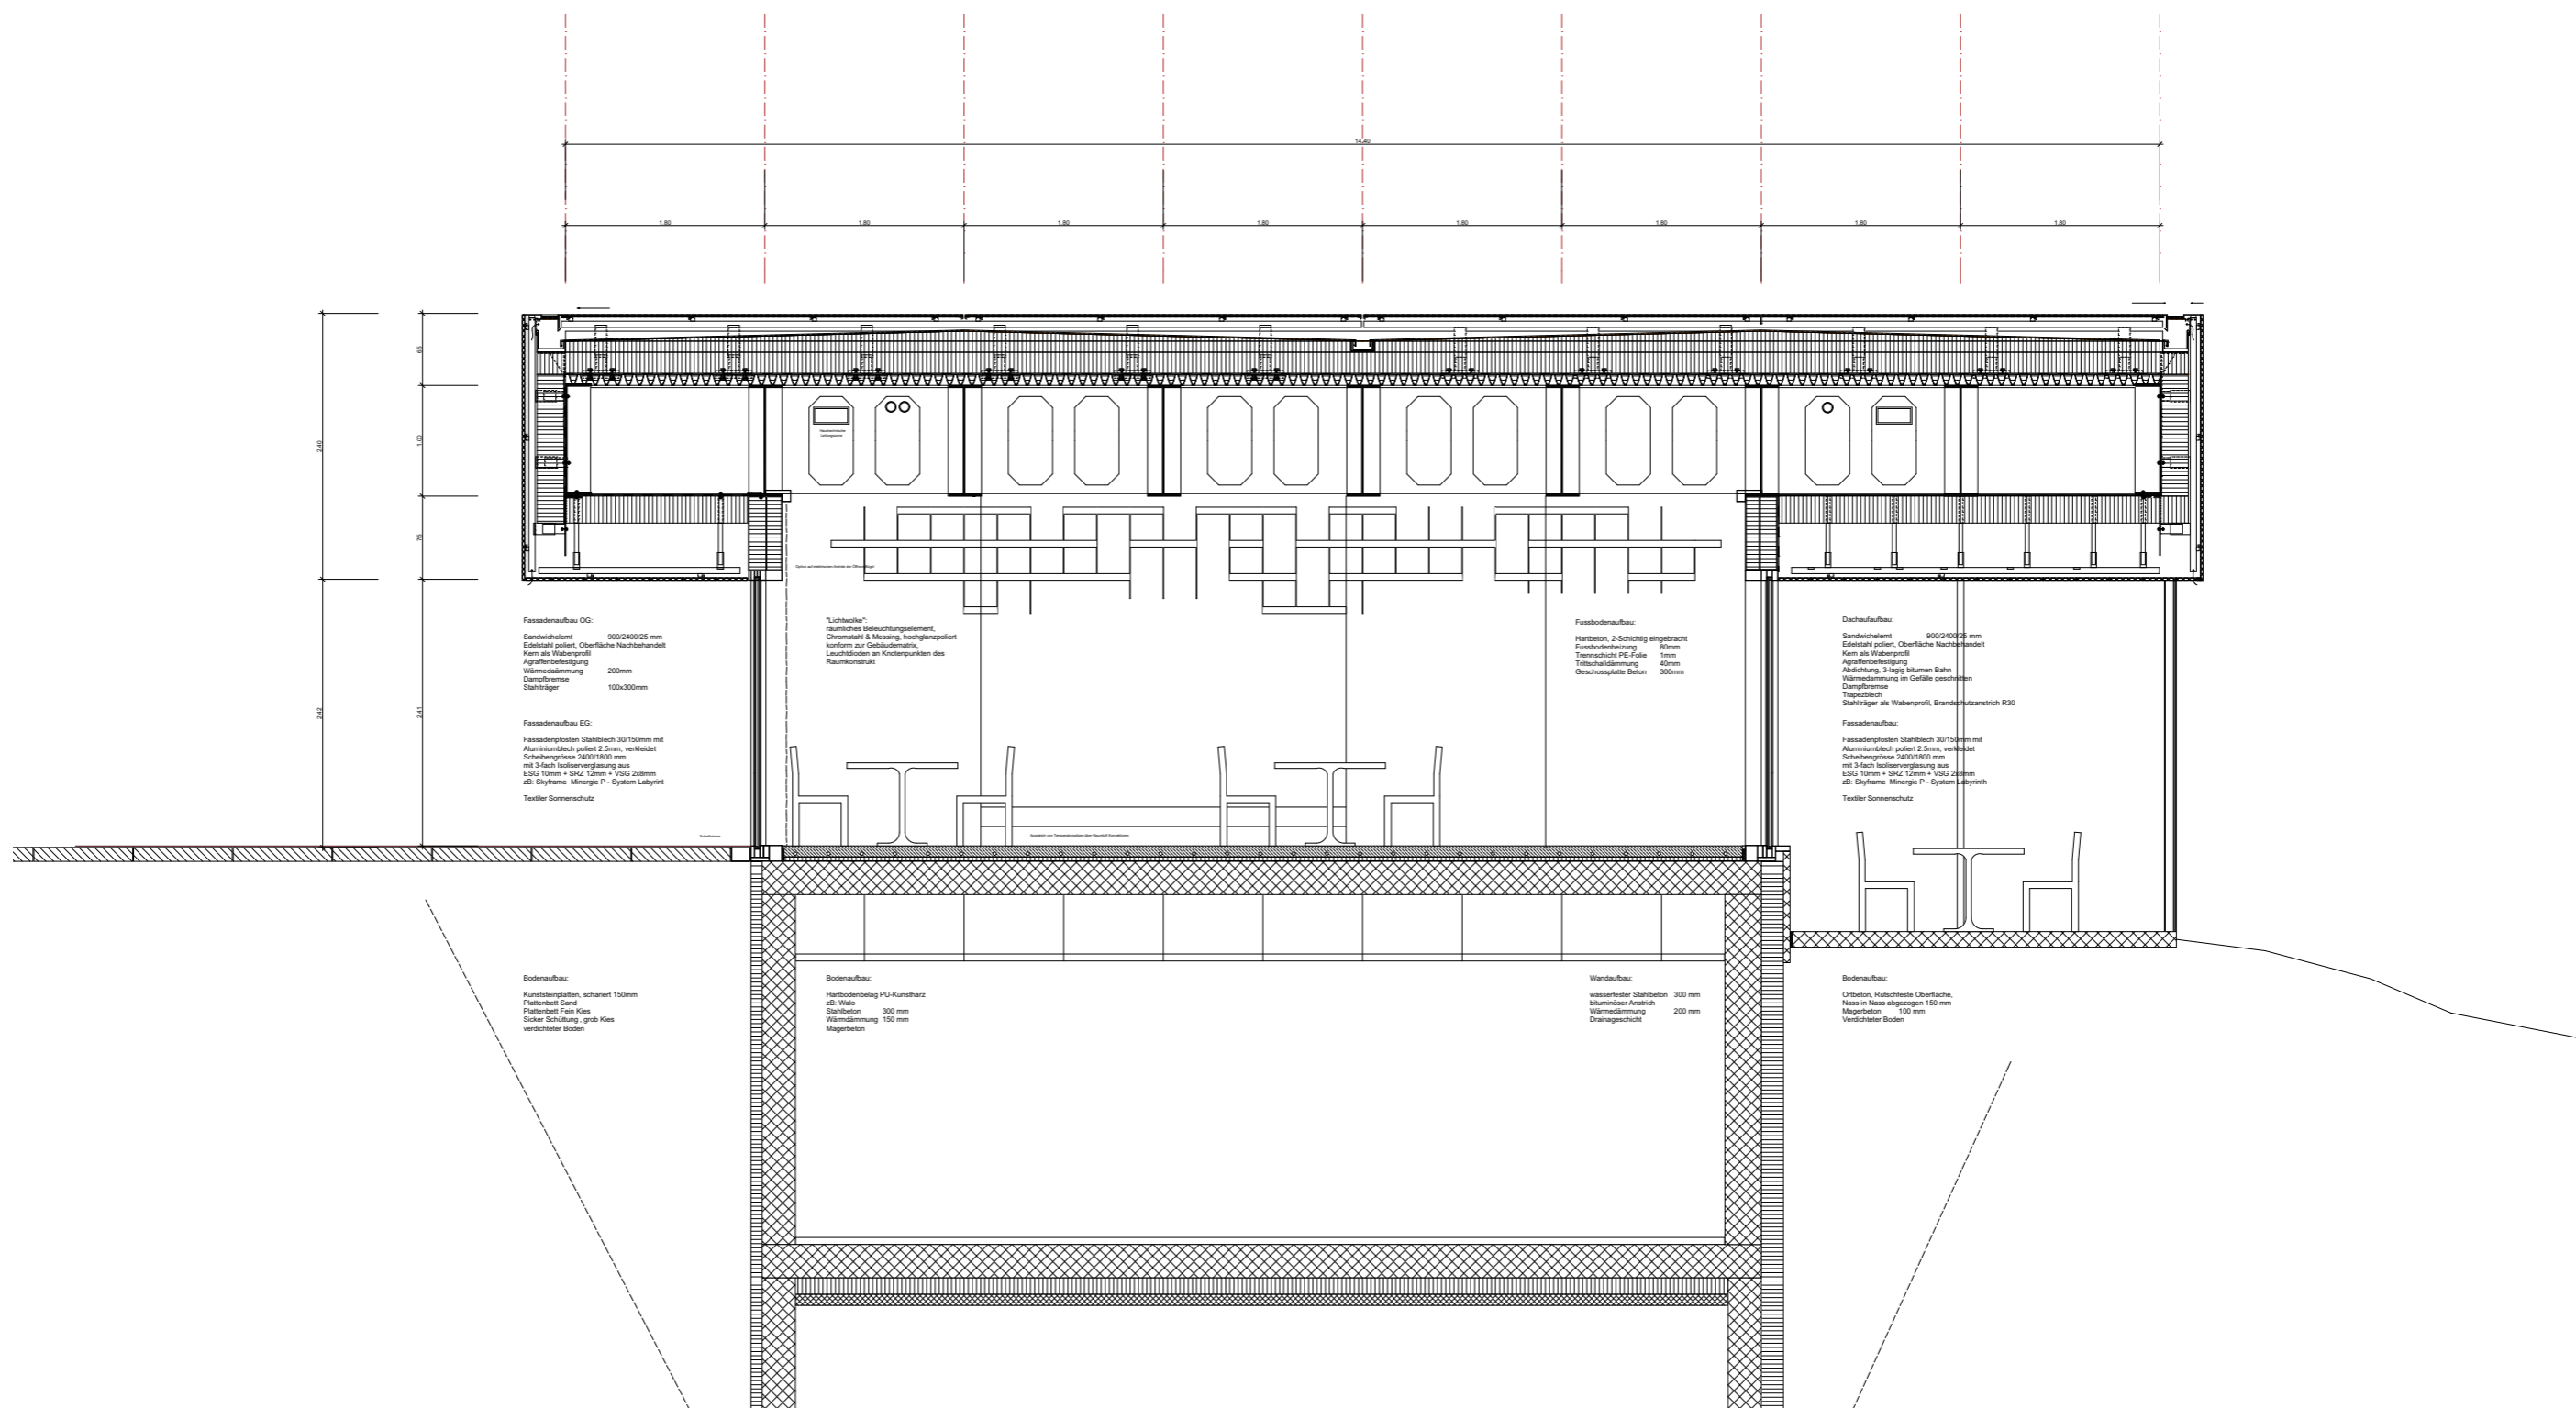 14.40
1.80 1.80 1.80 1.80 1.80 1.80 1.80 1.80
65
2.40
1.00
75
2.42
2.41
Haustechnische
Leitungszone
Fassadenaufbau OG:
Sandwichelemt 900/2400/25 mm
Edelstahl poliert, Oberfläche Nachbehandelt
Kern als Wabenprofil
Agraffenbefestigung
Wärmedaämmung 200mm
Dampfbremse
Stahlträger 100x300mm
Fassadenaufbau EG:
Fassadenpfosten Stahlblech 30/150mm mit
Aluminiumblech poliert 2.5mm, verkleidet
Scheibengrösse 2400/1800 mm
mit 3-fach Isoliserverglasung aus
ESG 10mm + SRZ 12mm + VSG 2x8mm
zB: Skyframe Minergie P - System Labyrint
Textiler Sonnenschutz
"Lichtwolke":
räumliches Beleuchtungselement,
Chromstahl & Messing, hochglanzpoliert
konform zur Gebäudematrix,
Leuchtdioden an Knotenpunkten des
Raumkonstrukt
Fussbodenaufbau:
Hartbeton, 2-Schichtig eingebracht
Fussbodenheizung 80mm
Trennschicht PE-Folie 1mm
Trittschalldämmung 40mm
Geschossplatte Beton 300mm
Dachaufaufbau:
Sandwichelemt 900/2400/25 mm
Edelstahl poliert, Oberfläche Nachbehandelt
Kern als Wabenprofil
Agraffenbefestigung
Abdichtung, 3-lagig bitumen Bahn
Wärmedammung im Gefälle geschnitten
Dampfbremse
Trapezblech
Stahlträger als Wabenprofil, Brandschutzanstrich R30
Fassadenaufbau:
Fassadenpfosten Stahlblech 30/150mm mit
Aluminiumblech poliert 2.5mm, verkleidet
Scheibengrösse 2400/1800 mm
mit 3-fach Isoliserverglasung aus
ESG 10mm + SRZ 12mm + VSG 2x8mm
zB: Skyframe Minergie P - System Labyrinth
Textiler Sonnenschutz
Bodenaufbau:
Kunststeinplatten, schariert 150mm
Plattenbett Sand
Plattenbett Fein Kies
Sicker Schüttung , grob Kies
verdichteter Boden
Bodenaufbau:
Hartbodenbelag PU-Kunstharz
zB: Walo
Stahlbeton 300 mm
Wärmdämmung 150 mm
Magerbeton
Wandaufbau:
wasserfester Stahlbeton 300 mm
bituminöser Anstrich
Wärmedämmung 200 mm
Drainageschicht
Bodenaufbau:
Ortbeton, Rutschfeste Oberfläche,
Nass in Nass abgezogen 150 mm
Magerbeton 100 mm
Verdichteter Boden